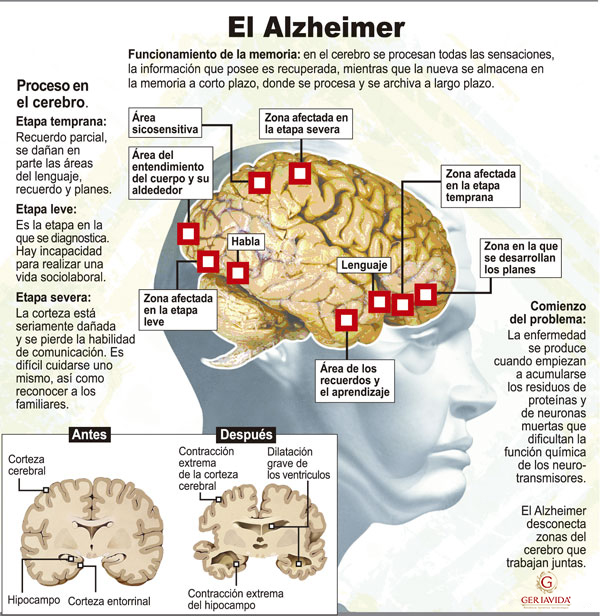 El Alzheimer
Funcionamiento de la memoria: en el cerebro se procesan todas las sensaciones,
la información que posee es recuperada, mientras que la nueva se almacena en
la memoria a corto plazo, donde se procesa y se archiva a largo plazo.
Proceso en
el cerebro.
Etapa temprana:
Recuerdo parcial,
se dañan en
parte las áreas
del lenguaje,
recuerdo y planes.
Etapa leve:
Es la etapa en la
que se diagnostica.
Hay incapacidad
para realizar una
vida sociolaboral.
Etapa severa:
La corteza está
seriamente dañada
y se pierde la habilidad
de comunicación. Es
difícil cuidarse uno
mismo, así como
reconocer a los
familiares.
Área
sicosensitiva
Zona afectada en
la etapa severa
Área del
entendimiento
del cuerpo y su
aldededor
Zona afectada
en la etapa
temprana
Habla
Lenguaje
Zona en la que
se desarrollan
los planes
Zona afectada
en la etapa
leve
Área de los
recuerdos y
el aprendizaje
Comienzo
del problema:
La enfermedad
se produce
cuando empiezan
a acumularse
los residuos de
proteínas y
de neuronas
muertas que
dificultan la
función química
de los neuro-
transmisores.
El Alzheimer
desconecta
zonas del
cerebro que
trabajan juntas.
Antes
Corteza
cerebral
Hipocampo
Corteza entorrinal
Después
Contracción
extrema
de la corteza
cerebral
Dilatación
grave de
los ventriculos
Contracción extrema
del hipocampo
G
GERIAVIDA